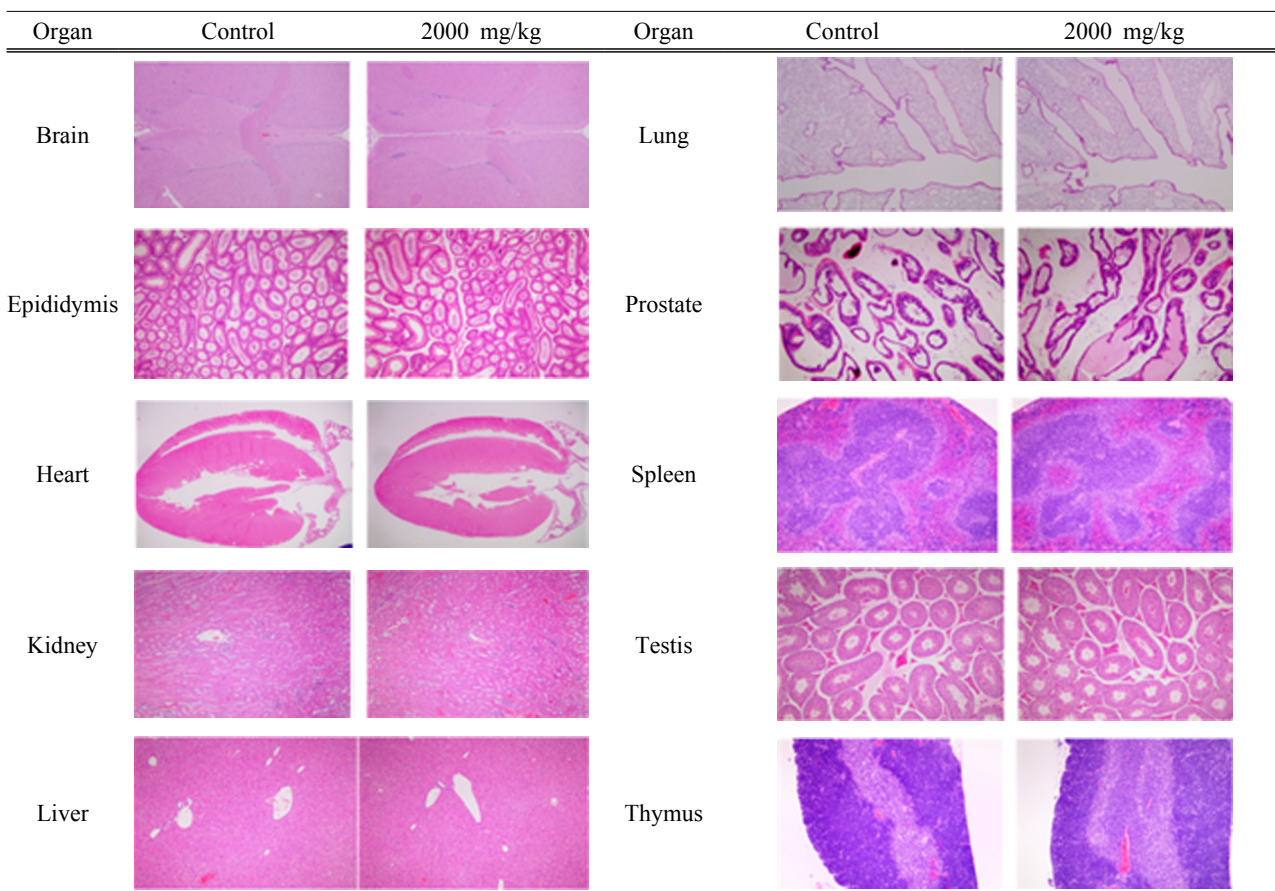 Organ Control 2000 mg/kg Organ Control 2000 mg/kg
Brain Lung
Epididymis Prostate
Heart Spleen
Kidney Testis
Liver Thymus